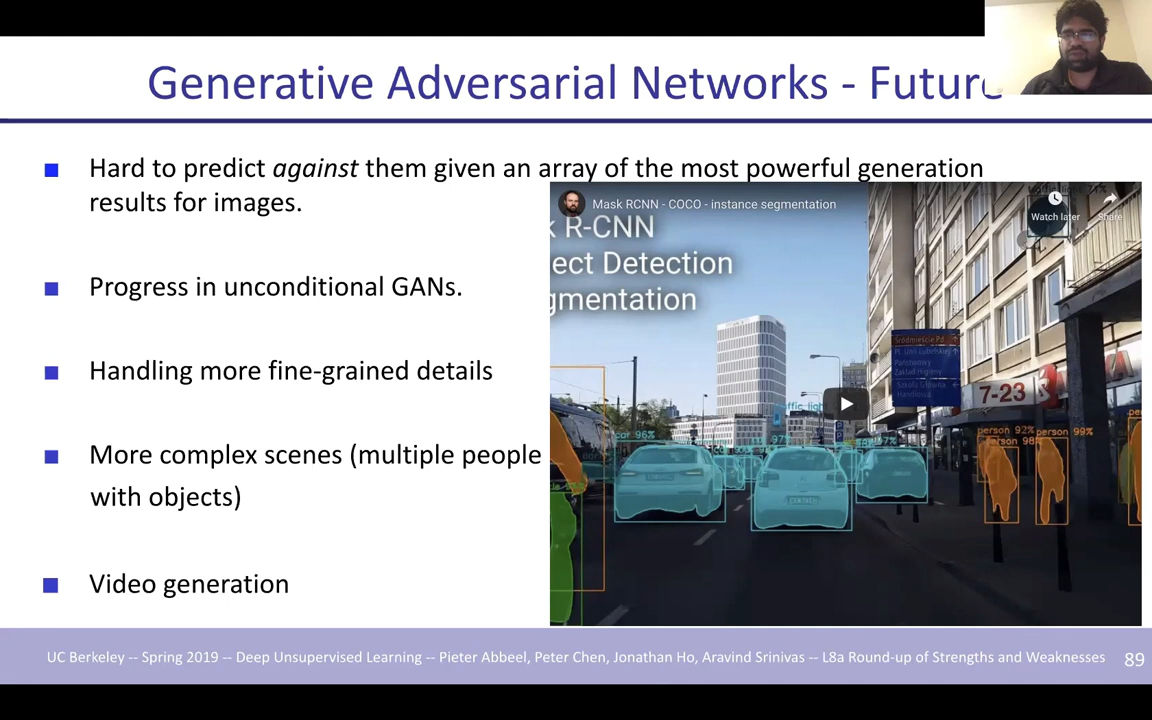 Generative Adversarial Networks - Future
Hard to predict against them given an array of the most powerful generation
results for images.
Progress in unconditional GANs.
Handling more fine-grained details
More complex scenes (multiple people
with objects)
Video generation
Mask RCNN - COCO - instance segmentation
Watch later
Share
R-CNN
ect Detection
gmentation
7-23
traffic_ligh
car 96%
97%
97%
person 92%
person 98%
person 99%
pe
UC Berkeley -- Spring 2019 -- Deep Unsupervised Learning -- Pieter Abbeel, Peter Chen, Jonathan Ho, Aravind Srinivas -- L8a Round-up of Strengths and Weaknesses
89